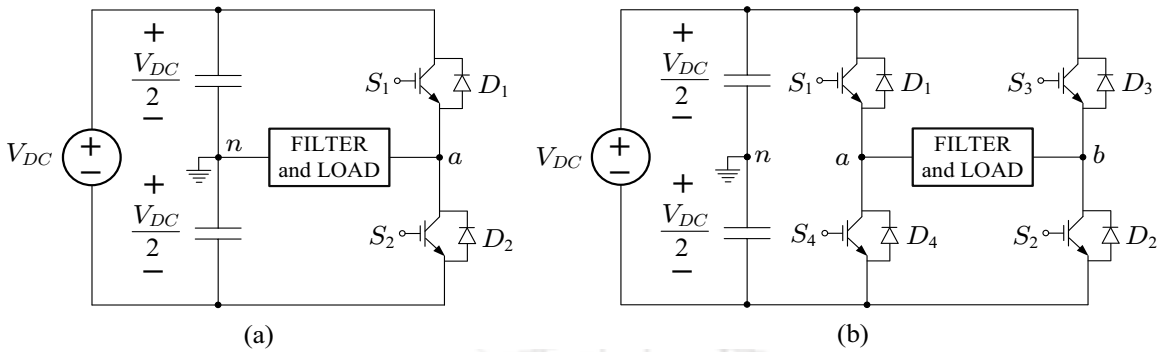 +
V_DC
2
−
S_1
D_1
V_DC
+
−
n
FILTER
and LOAD
a
+
V_DC
2
−
S_2
D_2
(a)
+
V_DC
2
−
S_1
D_1
S_3
D_3
V_DC
+
−
n
a
FILTER
and LOAD
b
+
V_DC
2
−
S_4
D_4
S_2
D_2
(b)